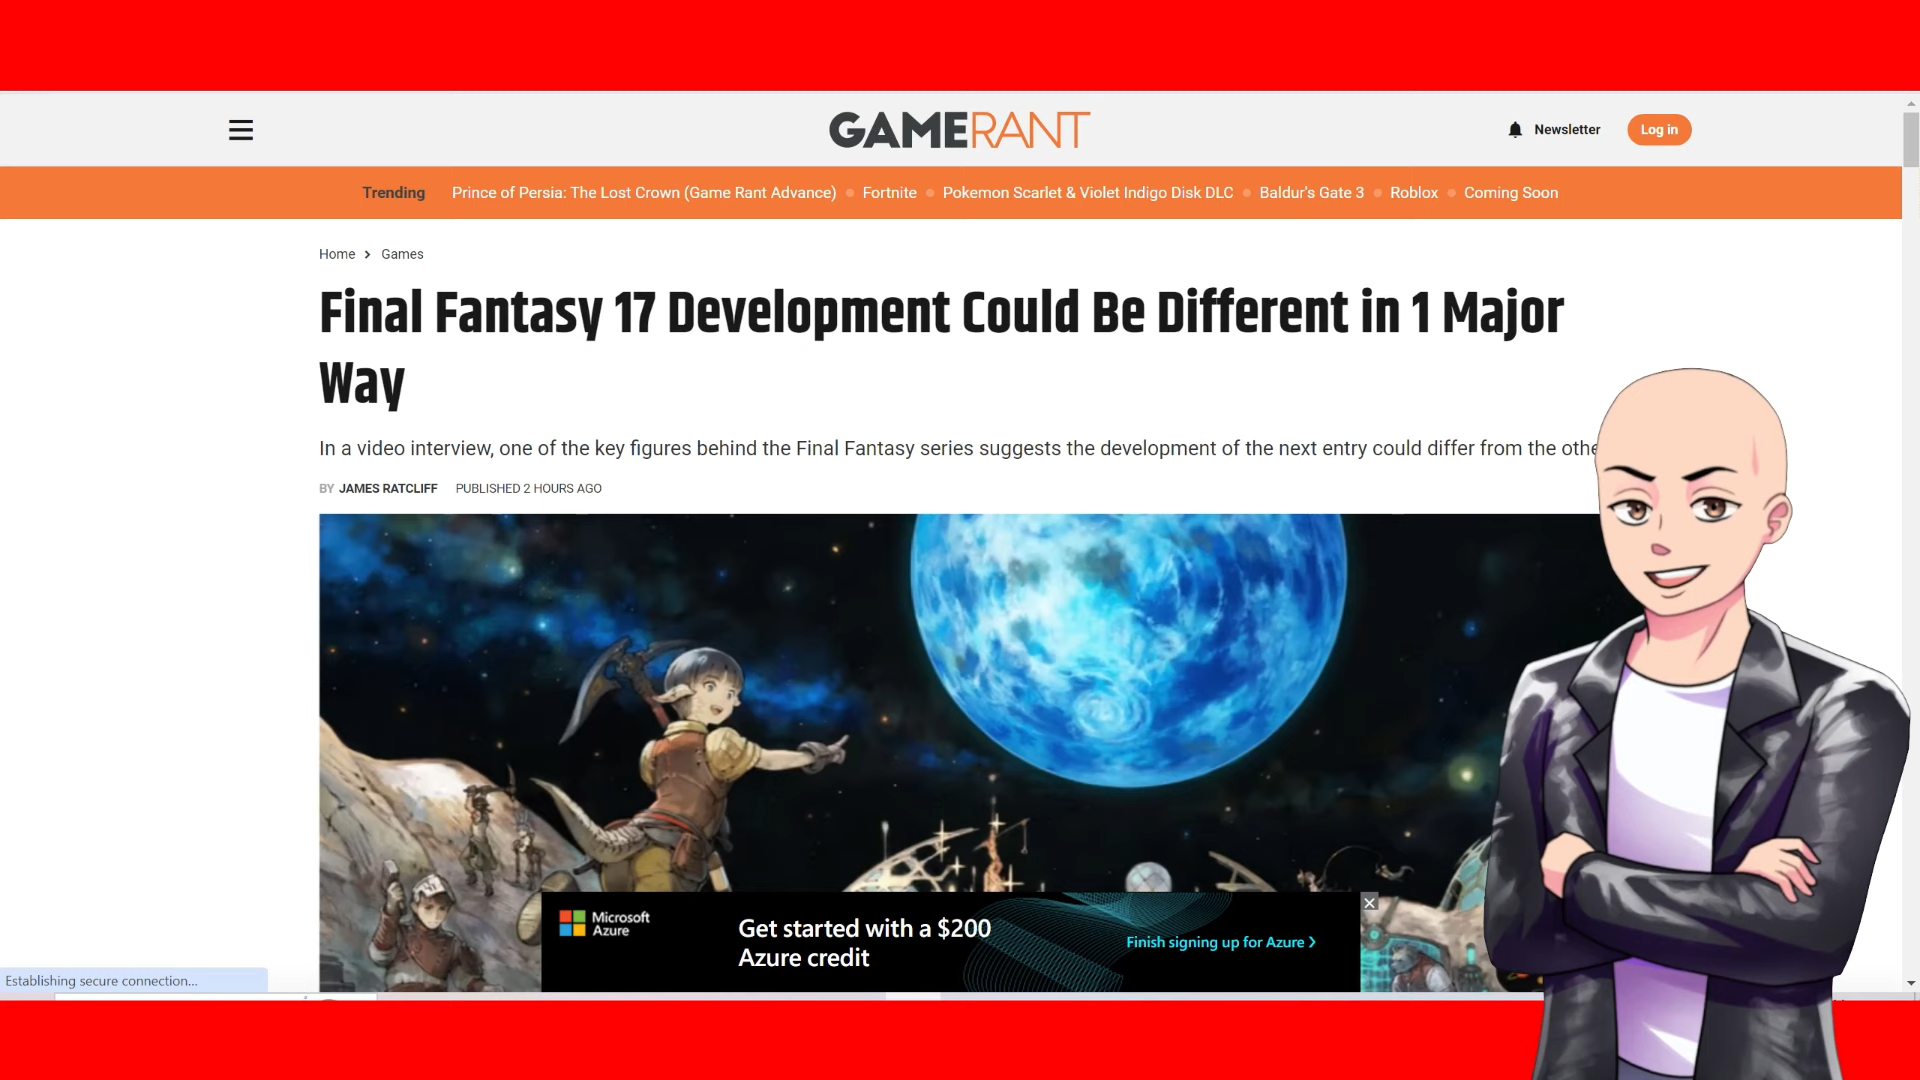 GAMERANT
Newsletter
Log in
Trending Prince of Persia: The Lost Crown (Game Rant Advance) Fortnite Pokemon Scarlet & Violet Indigo Disk DLC Baldur's Gate 3 Roblox Coming Soon
Home > Games
Final Fantasy 17 Development Could Be Different in 1 Major
Way
In a video interview, one of the key figures behind the Final Fantasy series suggests the development of the next entry could differ from the
BY JAMES RATCLIFF PUBLISHED 2 HOURS AGO
Microsoft
Azure
Get started with a $200
Azure credit
Finish signing up for Azure >
Establishing secure connection...